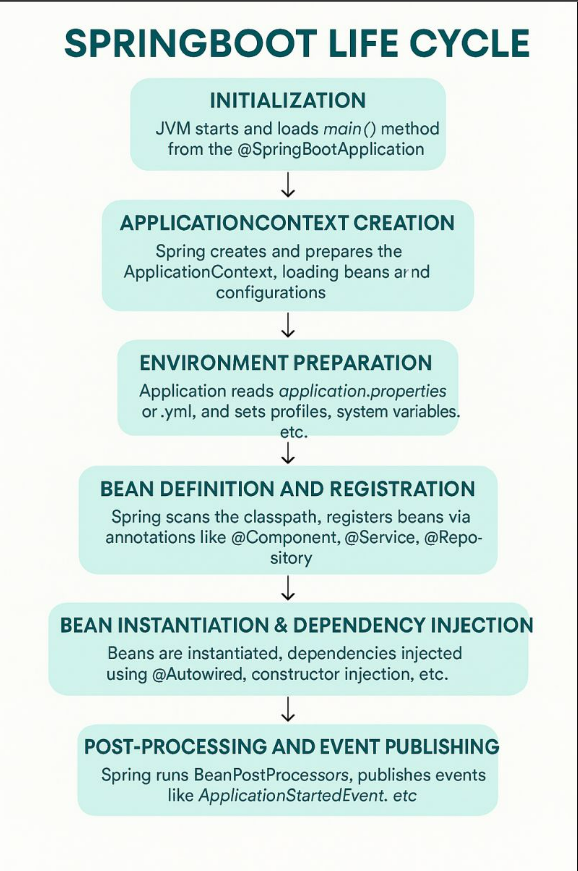 SPRINGBOOT LIFE CYCLE
INITIALIZATION
JVM starts and loads main() method
from the @SpringBootApplication
APPLICATIONCONTEXT CREATION
Spring creates and prepares the
ApplicationContext, loading beans arnd
configurations
ENVIRONMENT PREPARATION
Application reads application.properties
or .yml, and sets profiles, system variables.
etc.
BEAN DEFINITION AND REGISTRATION
Spring scans the classpath, registers beans via
annotations like @Component, @Service, @Repo-
sitory
BEAN INSTANTIATION & DEPENDENCY INJECTION
Beans are instantiated, dependencies injected
using @Autowired, constructor injection, etc.
POST-PROCESSING AND EVENT PUBLISHING
Spring runs BeanPostProcessors, publishes events
like ApplicationStartedEvent. etc